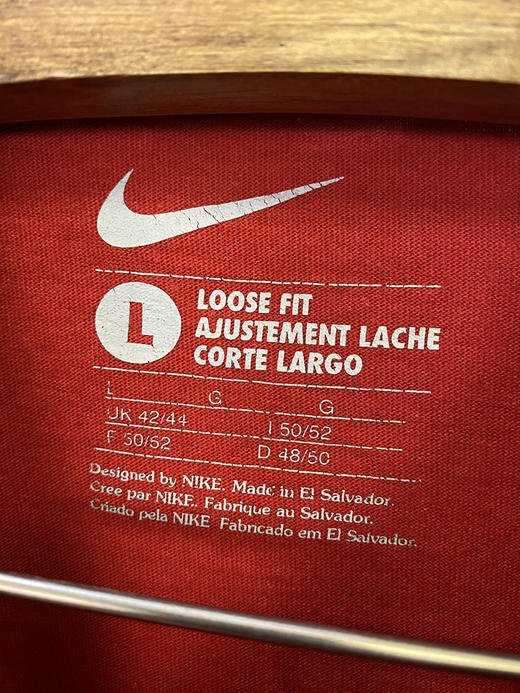 L
LOOSE FIT
AJUSTEMENT LACHE
CORTE LARGO
L G G
UK 42/44 I 50/52
F 50/52 D 48/50
Designed by NIKE. Made in El Salvador.
Cree par NIKE. Fabrique au Salvador.
Criado pela NIKE Fabricado em El Salvador.